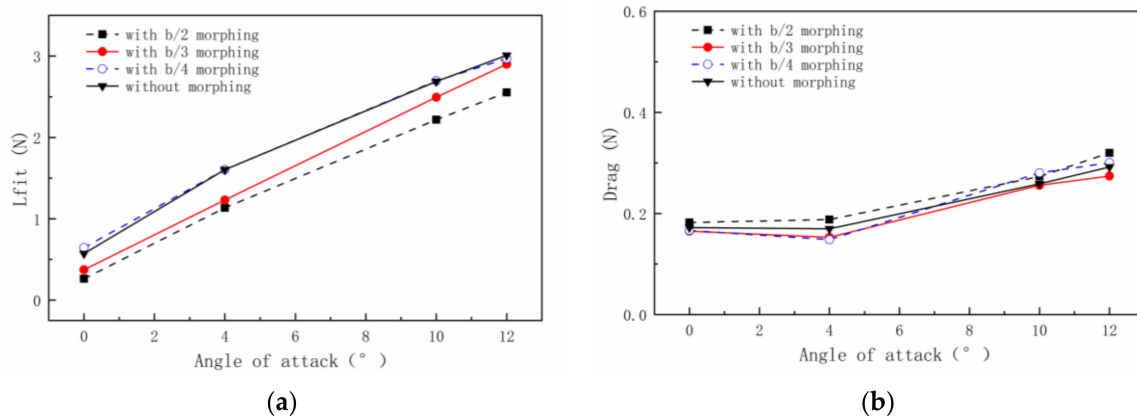 with b/2 morphing
with b/3 morphing
with b/4 morphing
without morphing
3
2
1
0
Lfit (N)
0 2 4 6 8 10 12
Angle of attack (°)
(a)
with b/2 morphing
with b/3 morphing
with b/4 morphing
without morphing
0.6
0.4
0.2
0.0
Drag (N)
0 2 4 6 8 10 12
Angle of attack (°)
(b)